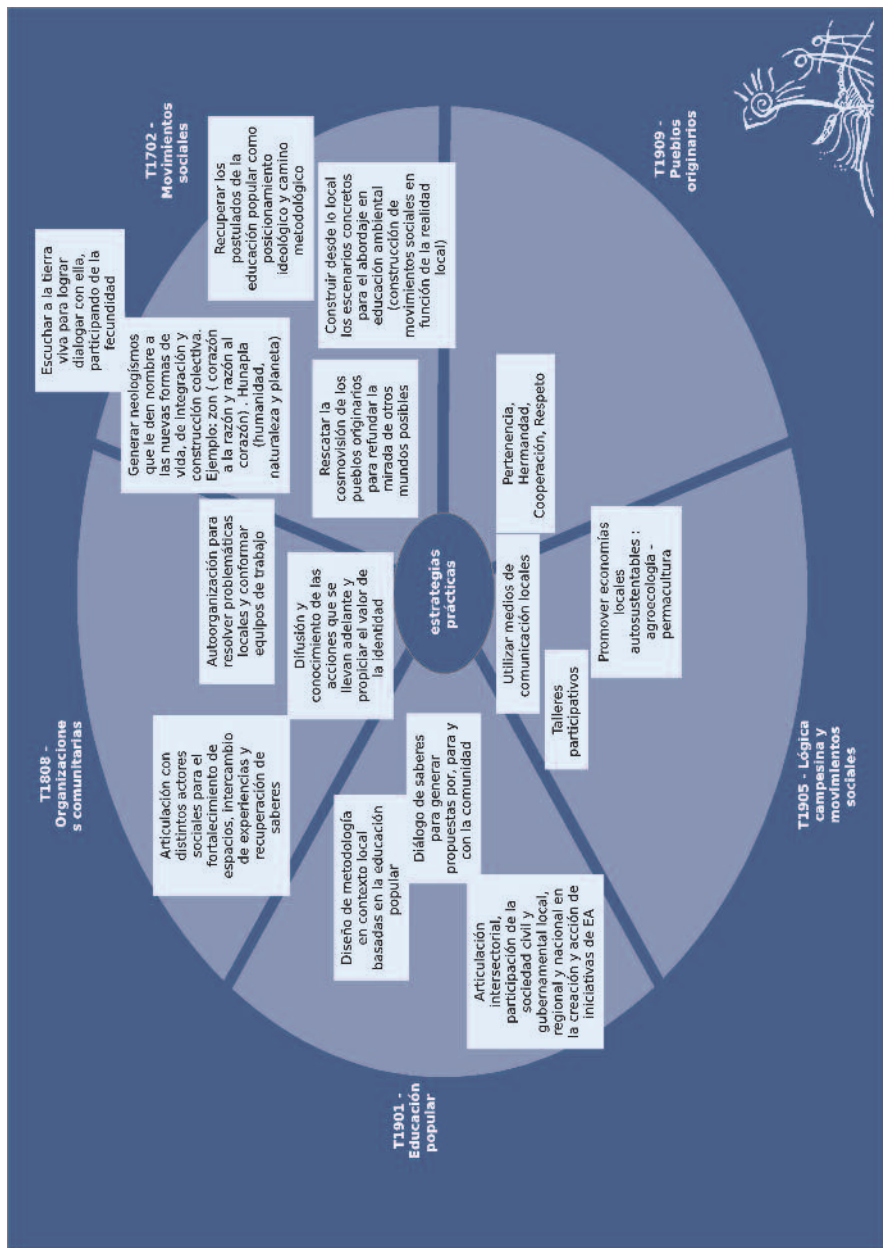 T1702 -
Movimientos
sociales
Escuchar a la tierra
viva para lograr
dialogar con ella,
participando de la
fecundidad
Recuperar los
postulados de la
educación popular como
posicionamiento
ideológico y camino
metodológico
Generar neologísmos
que le den nombre a
las nuevas formas de
vida, de integración y
construcción colectiva.
Ejemplo: zon ( corazón
a la razón y razón al
corazón) . Hunapla
(humanidad,
naturaleza y planeta)
Construir desde lo local
los escenarios concretos
para el abordaje en
educación ambiental
(construcción de
movimientos sociales en
función de la realidad
local)
Rescatar la
cosmovisión de los
pueblos originarios
para refundar la
mirada de otros
mundos posibles
T1909 -
Pueblos
originarios
Pertenencia,
Hermandad,
Cooperación, Respeto
T1808 -
Organizacione
s comunitarias
Autoorganización para
resolver problemáticas
locales y conformar
equipos de trabajo
Articulación con
distintos actores
sociales para el
fortalecimiento de
espacios, intercambio
de experiencias y
recuperación de
saberes
Difusión y
conocimiento de las
acciones que se
llevan adelante y
propiciar el valor de
la identidad
estrategias
prácticas
T1901 -
Educación
popular
Diseño de metodología
en contexto local
basadas en la educación
popular
Diálogo de saberes
para generar
propuestas por, para y
con la comunidad
Articulación
intersectorial,
participación de la
sociedad civil y
gubernamental local,
regional y nacional en
la creación y acción de
iniciativas de EA
T1905 - Lógica
campesina y
movimientos
sociales
Utilizar medios de
comunicación locales
Talleres
participativos
Promover economías
locales
autosustentables :
agroecología -
permacultura